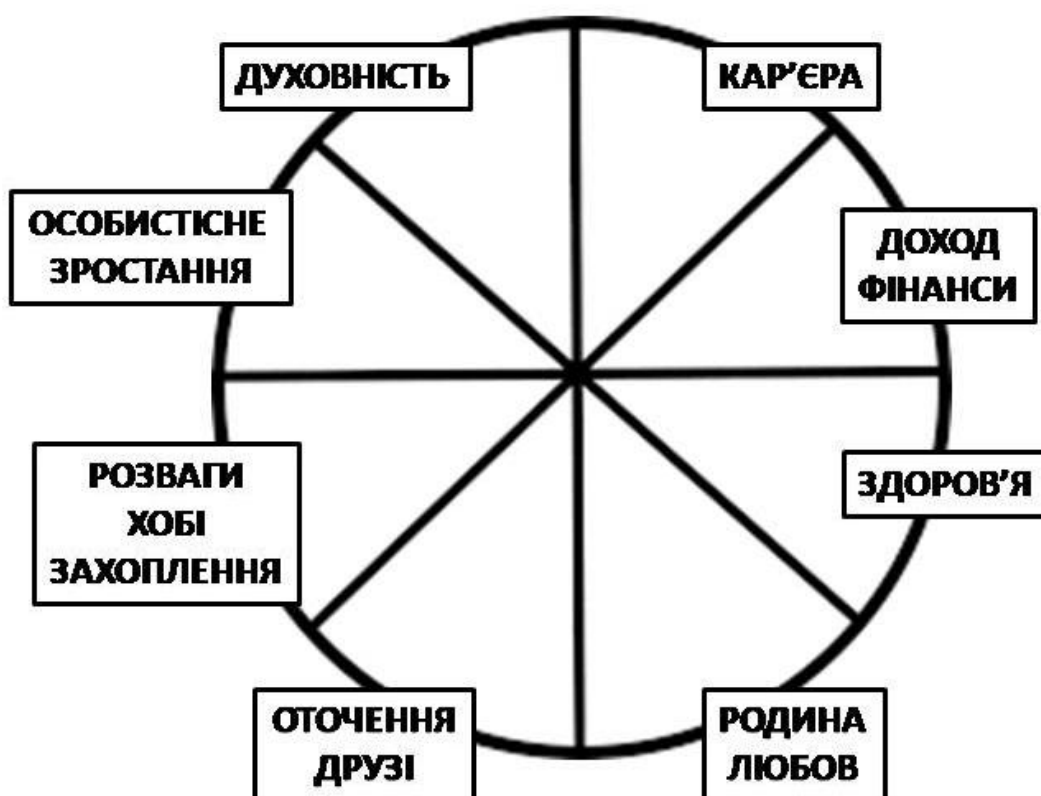 ДУХОВНІСТЬ
КАР’ЄРА
ОСОБИСТІСНЕ
ЗРОСТАННЯ
ДОХОД
ФІНАНСИ
РОЗВАГИ
ХОБІ
ЗАХОПЛЕННЯ
ЗДОРОВ’Я
ОТОЧЕННЯ
ДРУЗІ
РОДИНА
ЛЮБОВ